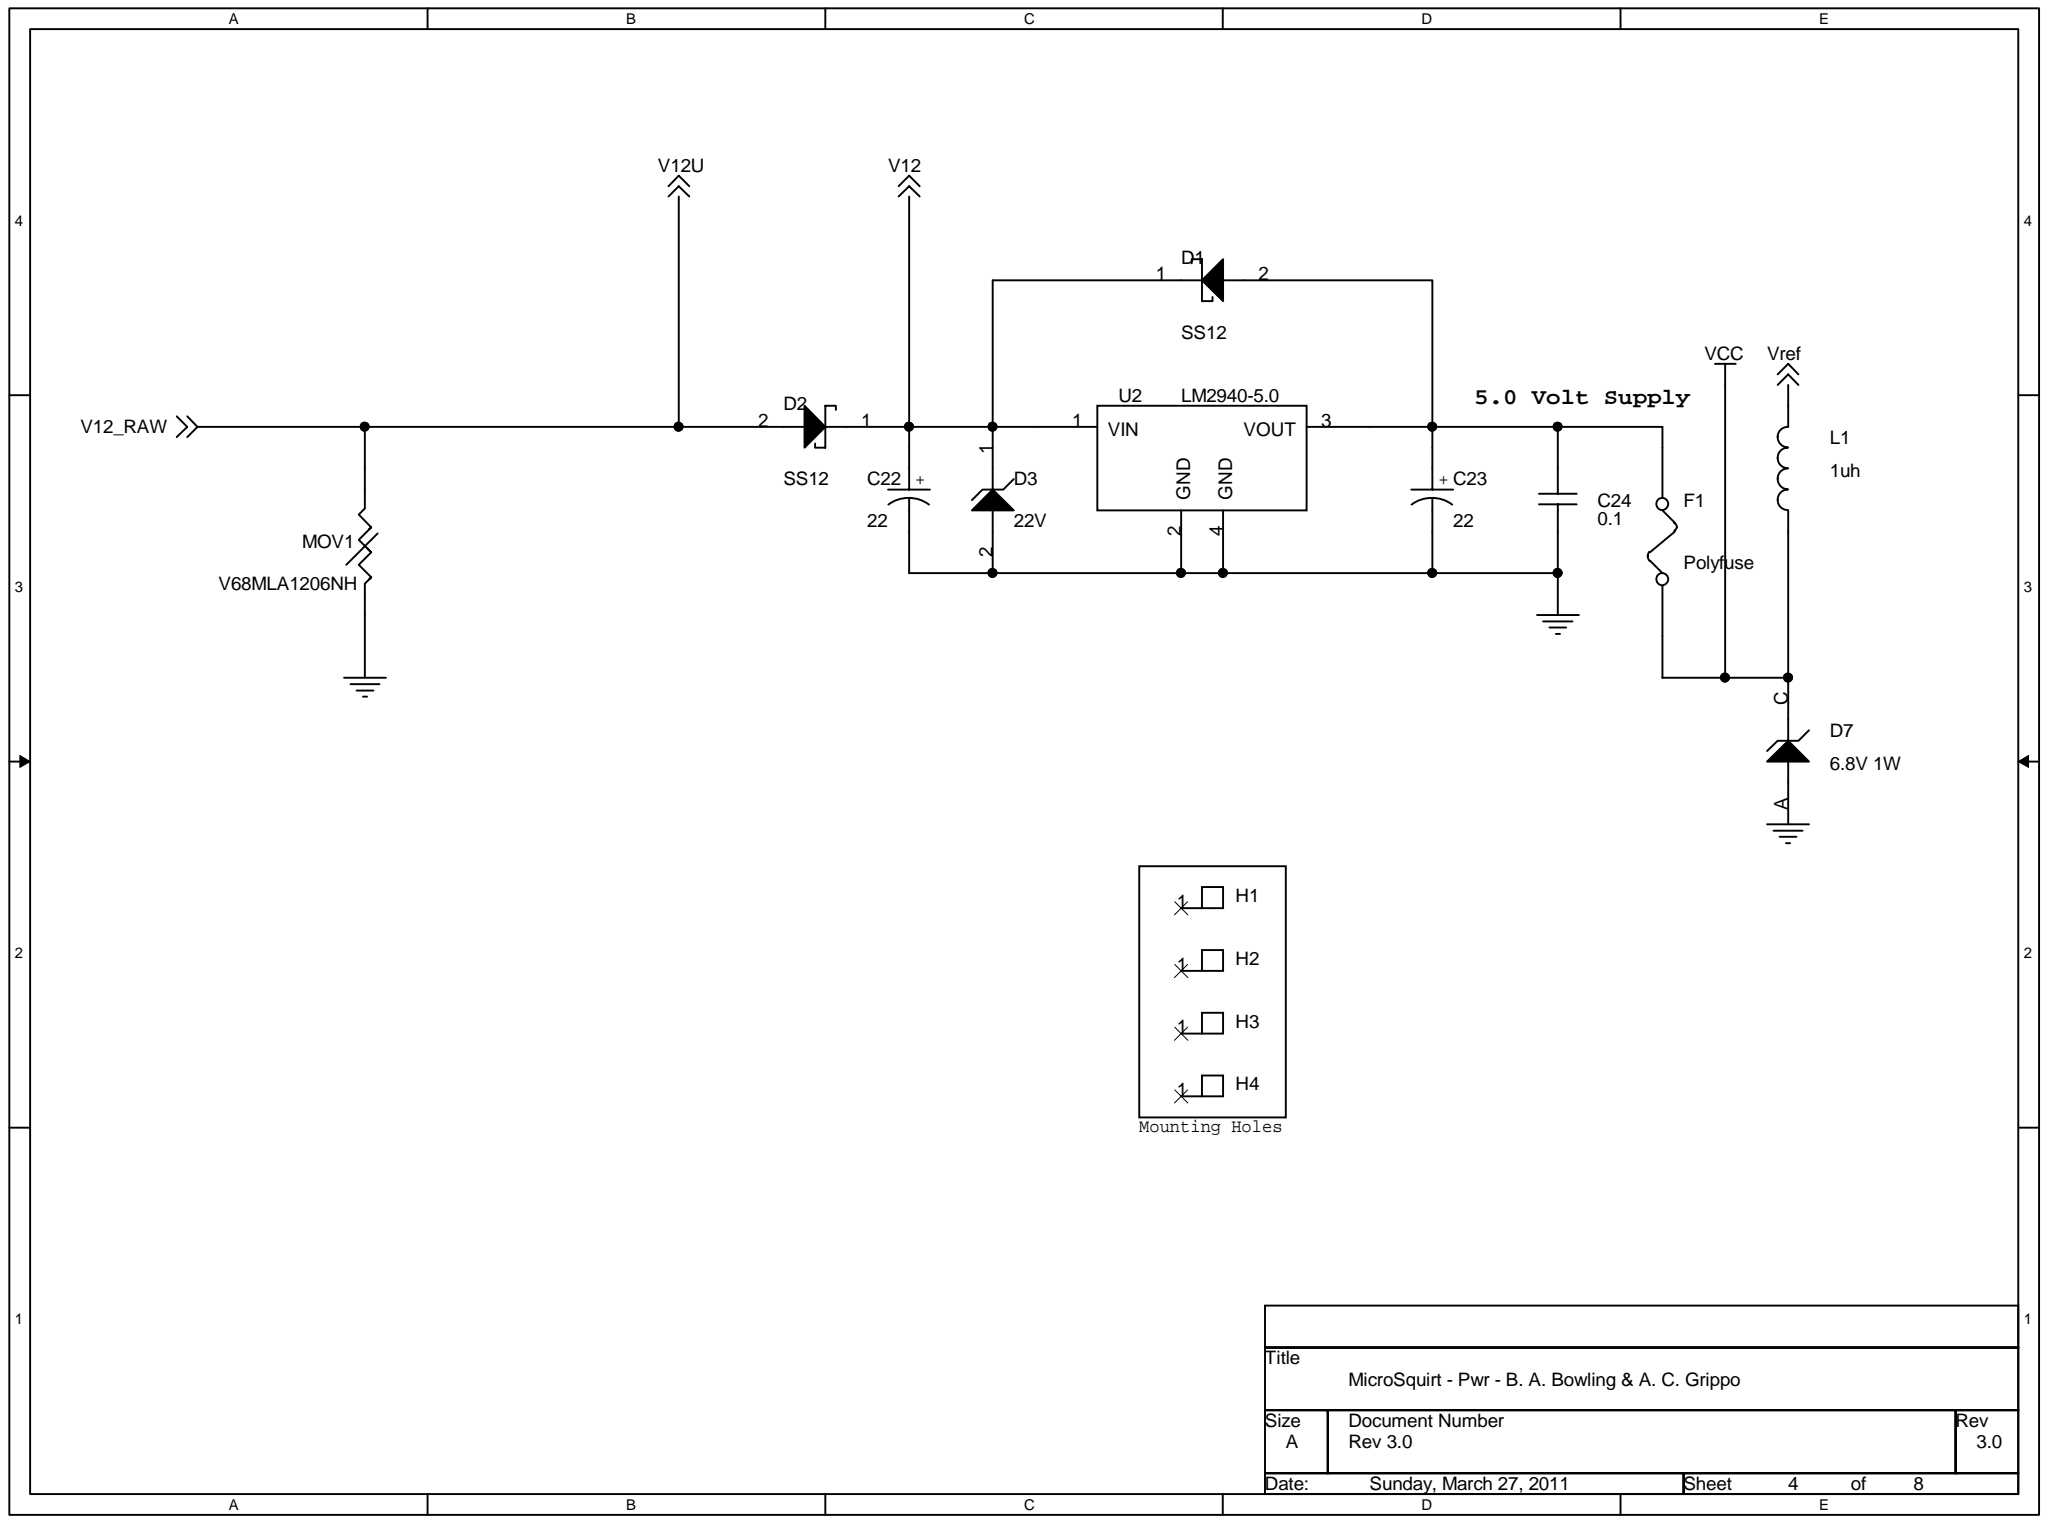 A B C D E
V12U V12
4 4
D1
1 2
SS12
VCC Vref
U2 LM2940-5.0
5.0 Volt Supply
D2
V12_RAW
2 1 1 VIN VOUT 3
L1
1uh
1
GND GND
SS12
C22 + D3
+ C23
22 22V
22
C24
0.1
F1
Polyfuse
2 4
2
MOV1
V68MLA1206NH
3 3
C
D7
6.8V 1W
A
1 H1
1 H2
2 2
1 H3
1 H4
Mounting Holes
1 1
Title
MicroSquirt - Pwr - B. A. Bowling & A. C. Grippo
Size Document Number Rev
A Rev 3.0 3.0
Date: Sunday, March 27, 2011 Sheet 4 of 8
A B C D E